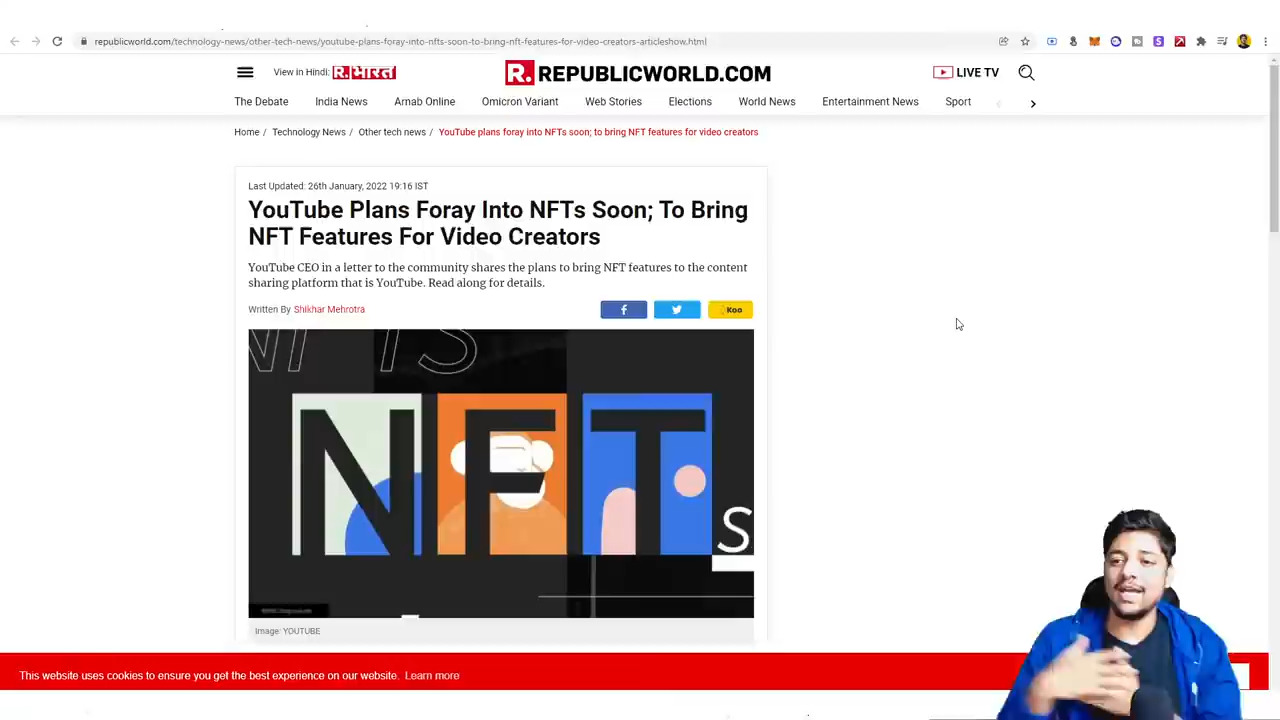 republicworld.com/technology-news/other-tech-news/youtube-plans-foray-into-nfts-soon-to-bring-nft-features-for-video-creators-articleshow.html
View in Hindi: R.भारत
R. REPUBLICWORLD.COM
LIVE TV
The Debate India News Arnab Online Omicron Variant Web Stories Elections World News Entertainment News Sport
Home / Technology News / Other tech news / YouTube plans foray into NFTs soon; to bring NFT features for video creators
Last Updated: 26th January, 2022 19:16 IST
YouTube Plans Foray Into NFTs Soon; To Bring
NFT Features For Video Creators
YouTube CEO in a letter to the community shares the plans to bring NFT features to the content
sharing platform that is YouTube. Read along for details.
Written By Shikhar Mehrotra
Koo
NFTS
NFTs
Image: YOUTUBE
This website uses cookies to ensure you get the best experience on our website. Learn more